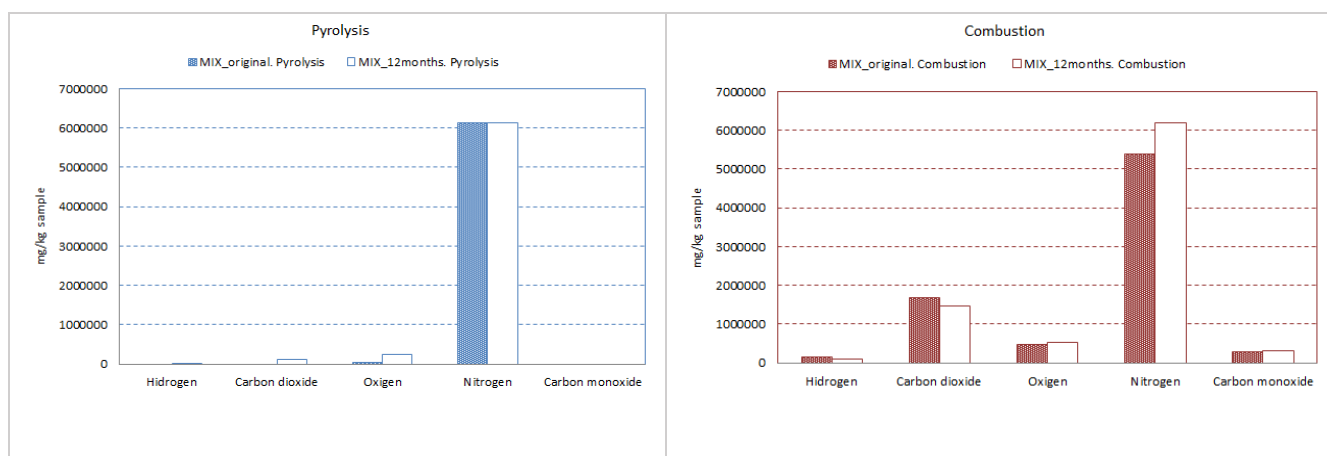 Pyrolysis
MIX_original. Pyrolysis MIX_12months. Pyrolysis
7000000
6000000
5000000
4000000
3000000
2000000
1000000
0
mg/kg sample
Hidrogen Carbon dioxide Oxigen Nitrogen Carbon monoxide
Combustion
MIX_original. Combustion MIX_12months. Combustion
7000000
6000000
5000000
4000000
3000000
2000000
1000000
0
mg/kg sample
Hidrogen Carbon dioxide Oxigen Nitrogen Carbon monoxide